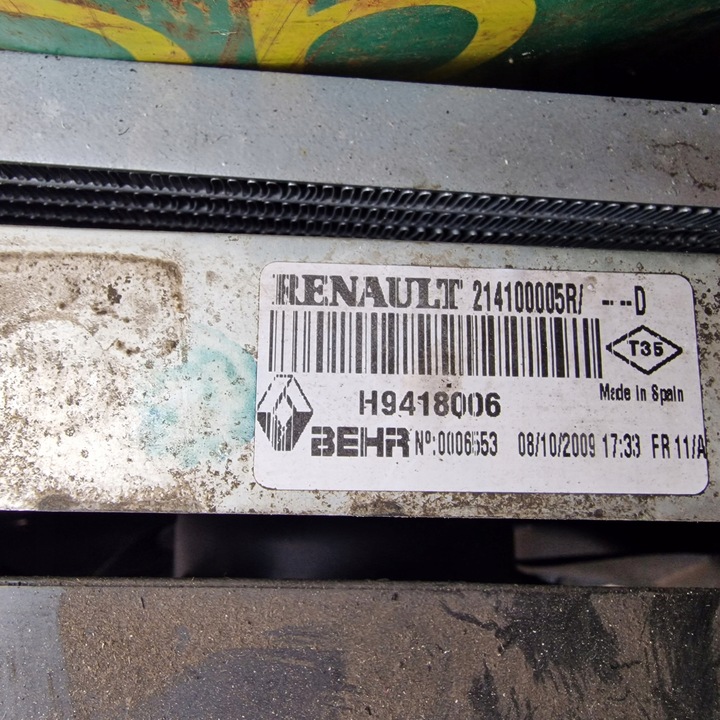 RENAULT 214100005R/ -- --D
T35
Made in Spain
H9418006
BEHR Nº:0006553 08/10/2009 17:33 FR 11/A